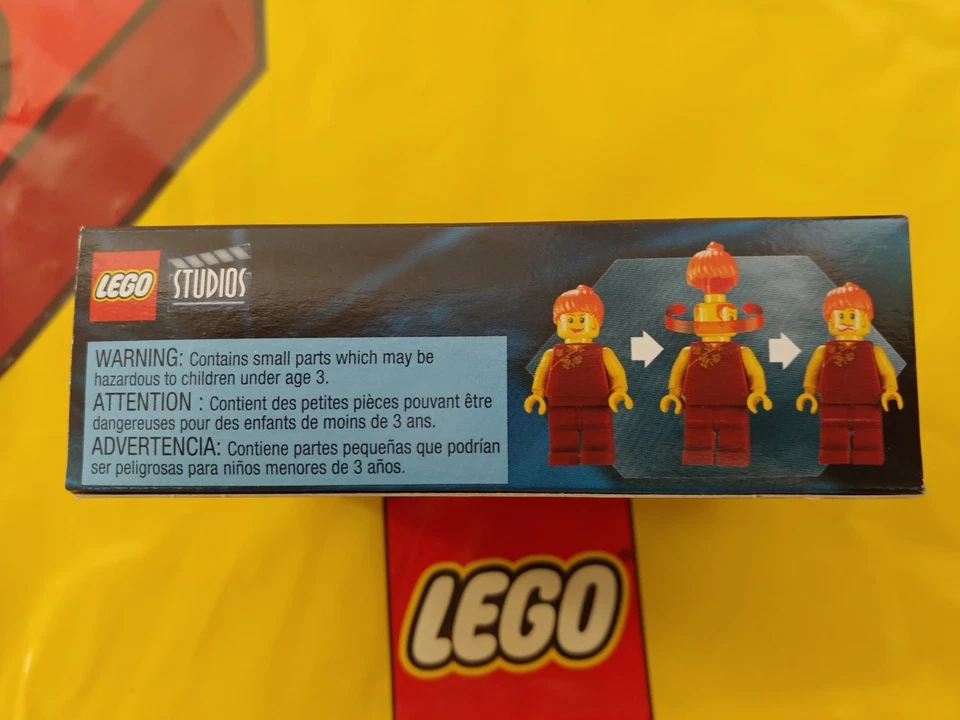 LEGO
STUDIOS
WARNING: Contains small parts which may be
hazardous to children under age 3.
ATTENTION : Contient des petites pièces pouvant être
dangereuses pour des enfants de moins de 3 ans.
ADVERTENCIA: Contiene partes pequeñas que podrían
ser peligrosas para niños menores de 3 años.
LEGO